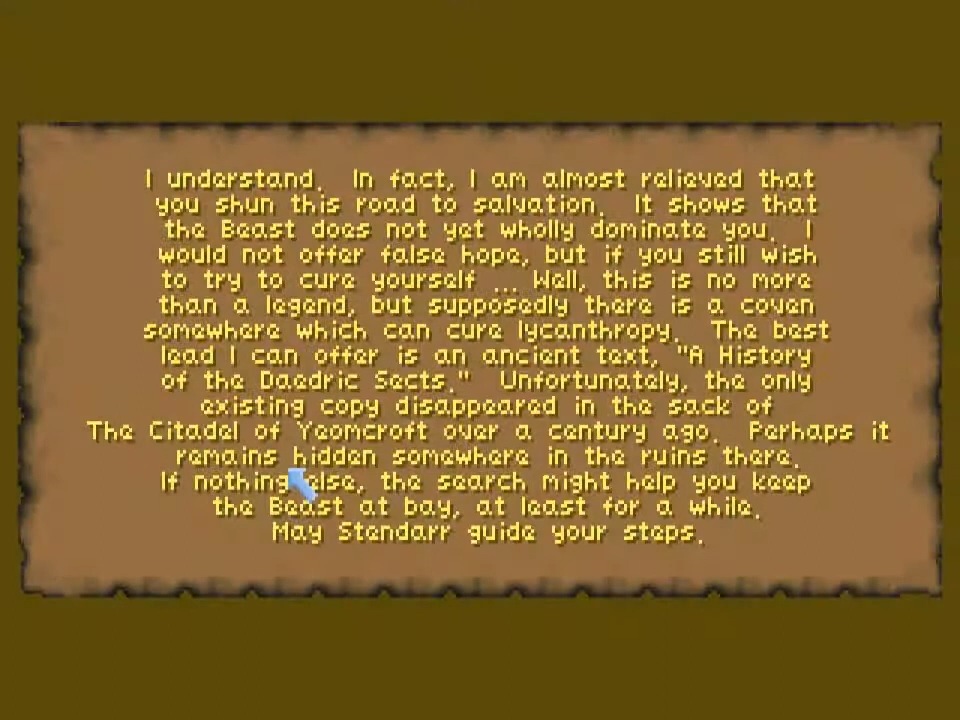 I understand.  In fact, I am almost relieved that
you shun this road to salvation.  It shows that
the Beast does not yet wholly dominate you.  I
would not offer false hope, but if you still wish
to try to cure yourself ... Well, this is no more
than a legend, but supposedly there is a coven
somewhere which can cure lycanthropy.  The best
lead I can offer is an ancient text, "A History
of the Daedric Sects."  Unfortunately, the only
existing copy disappeared in the sack of
The Citadel of Yeomcroft over a century ago.  Perhaps it
remains hidden somewhere in the ruins there.
If nothing else, the search might help you keep
the Beast at bay, at least for a while.
May Stendarr guide your steps.